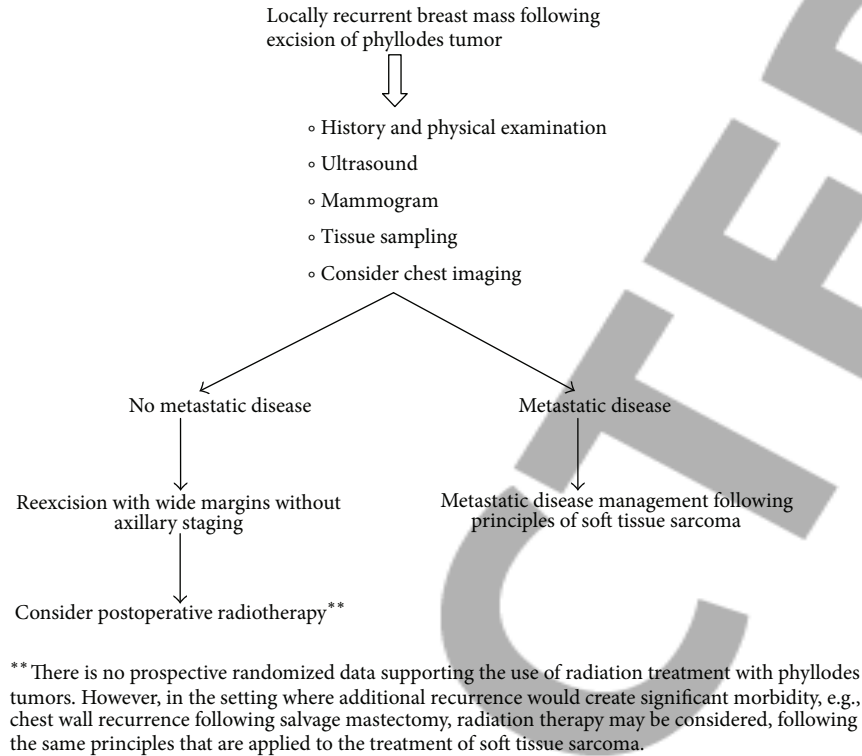 Locally recurrent breast mass following
excision of phyllodes tumor
∘ History and physical examination
∘ Ultrasound
∘ Mammogram
∘ Tissue sampling
∘ Consider chest imaging
No metastatic disease
Metastatic disease
Reexcision with wide margins without
axillary staging
Metastatic disease management following
principles of soft tissue sarcoma
Consider postoperative radiotherapy**
**There is no prospective randomized data supporting the use of radiation treatment with phyllodes
tumors. However, in the setting where additional recurrence would create significant morbidity, e.g.,
chest wall recurrence following salvage mastectomy, radiation therapy may be considered, following
the same principles that are applied to the treatment of soft tissue sarcoma.